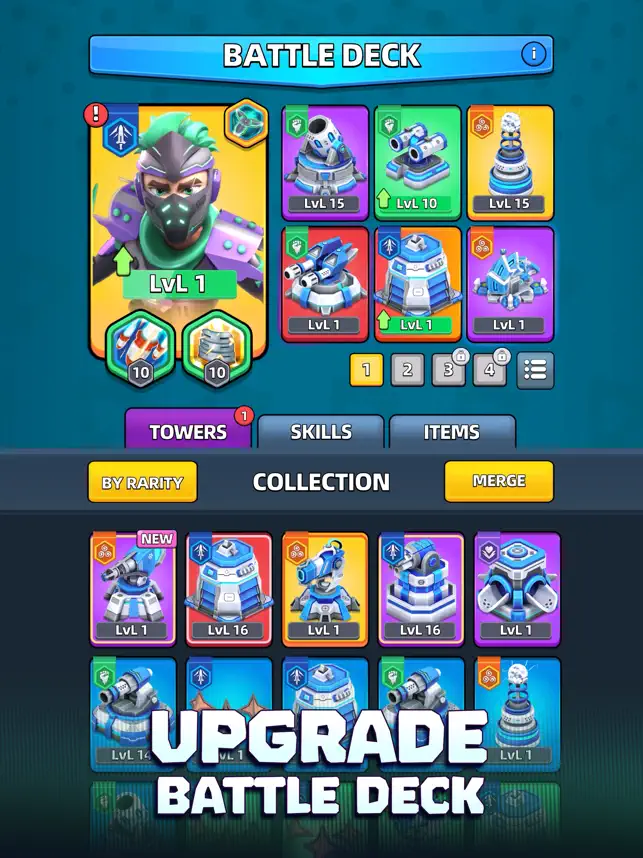 BATTLE DECK
i
!
LvL 15
LvL 10
LvL 15
LvL 1
LvL 1
LvL 1
LvL 1
10
10
1
2
3
4
TOWERS
1
SKILLS
ITEMS
BY RARITY
COLLECTION
MERGE
NEW
LvL 1
LvL 16
LvL 1
LvL 16
LvL 1
LvL 1
UPGRADE
BATTLE DECK